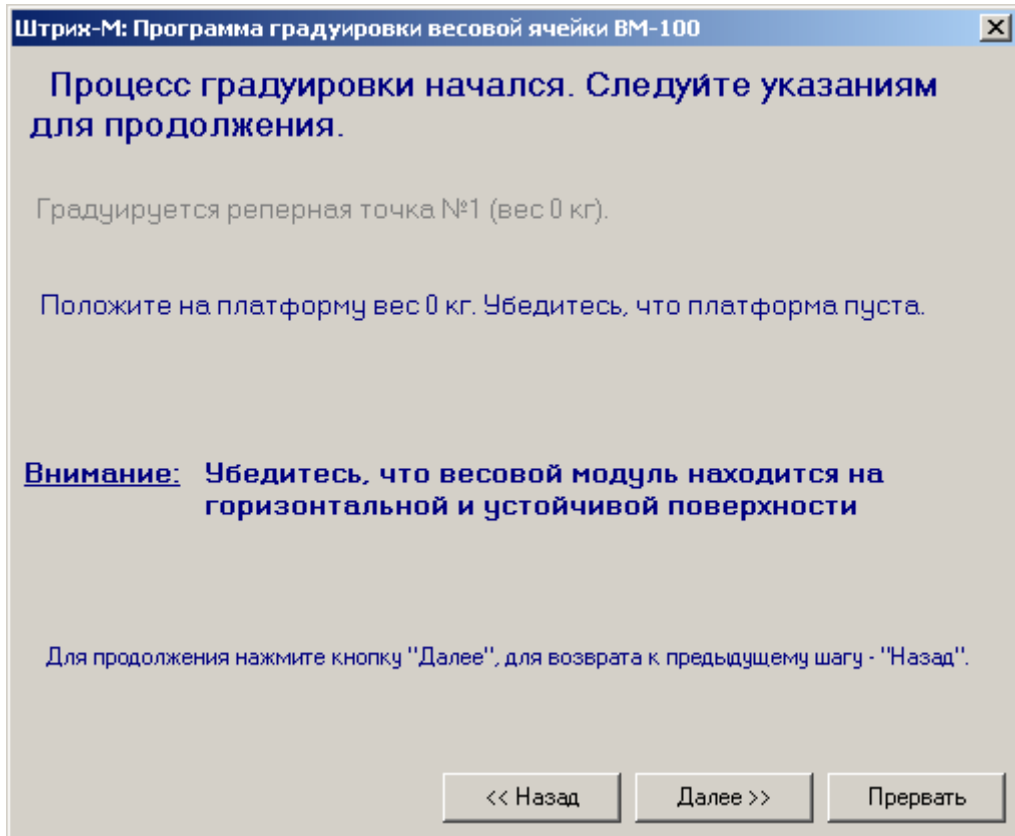 Штрих-М: Программа градуировки весовой ячейки ВМ-100
Процесс градуировки начался. Следуйте указаниям
для продолжения.
Градуируется реперная точка №1 (вес 0 кг).
Положите на платформу вес 0 кг. Убедитесь, что платформа пуста.
Внимание: Убедитесь, что весовой модуль находится на
горизонтальной и устойчивой поверхности
Для продолжения нажмите кнопку "Далее", для возврата к предыдущему шагу - "Назад".
<< Назад Далее >> Прервать